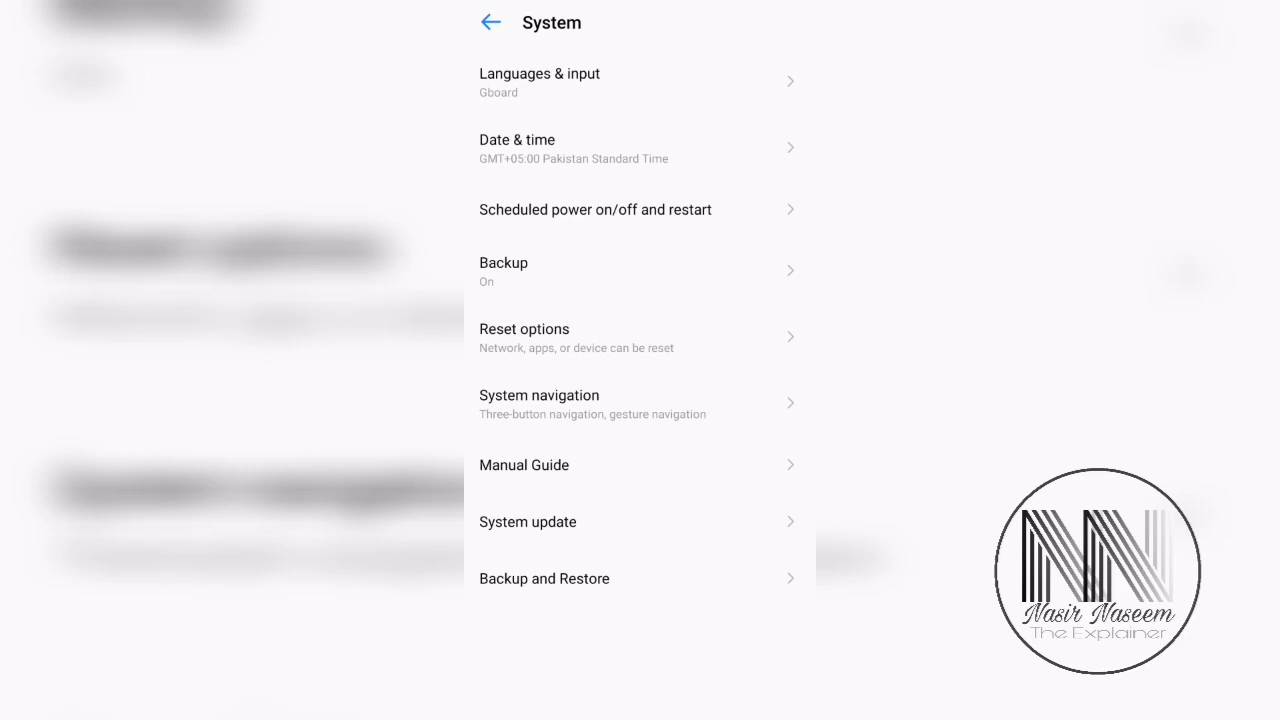 System
Languages & input
Gboard
Date & time
GMT+05:00 Pakistan Standard Time
Scheduled power on/off and restart
Backup
On
Reset options
Network, apps, or device can be reset
System navigation
Three-button navigation, gesture navigation
Manual Guide
System update
Backup and Restore
NN
Nasir Naseem
The Explainer